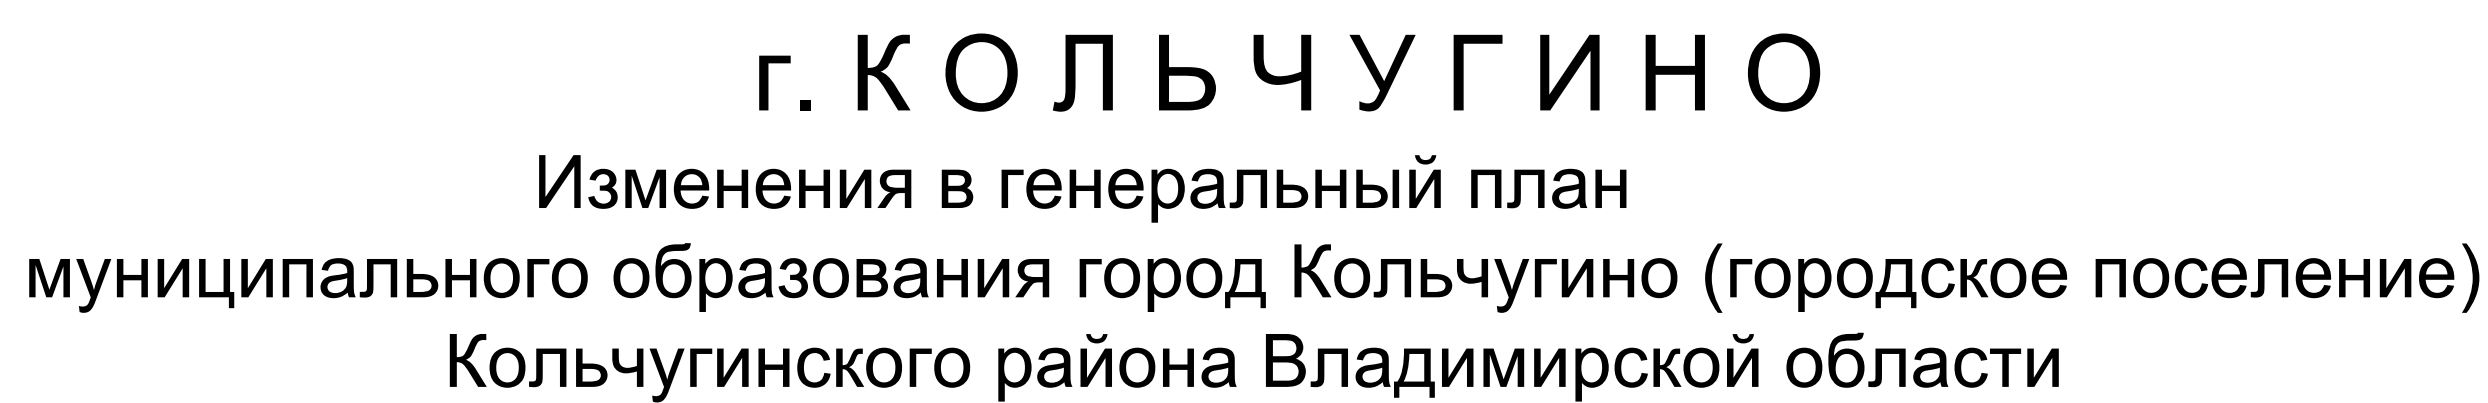 г. К О Л Ь Ч У Г И Н О
Изменения в генеральный план
муниципального образования город Кольчугино (городское поселение)
Кольчугинского района Владимирской области